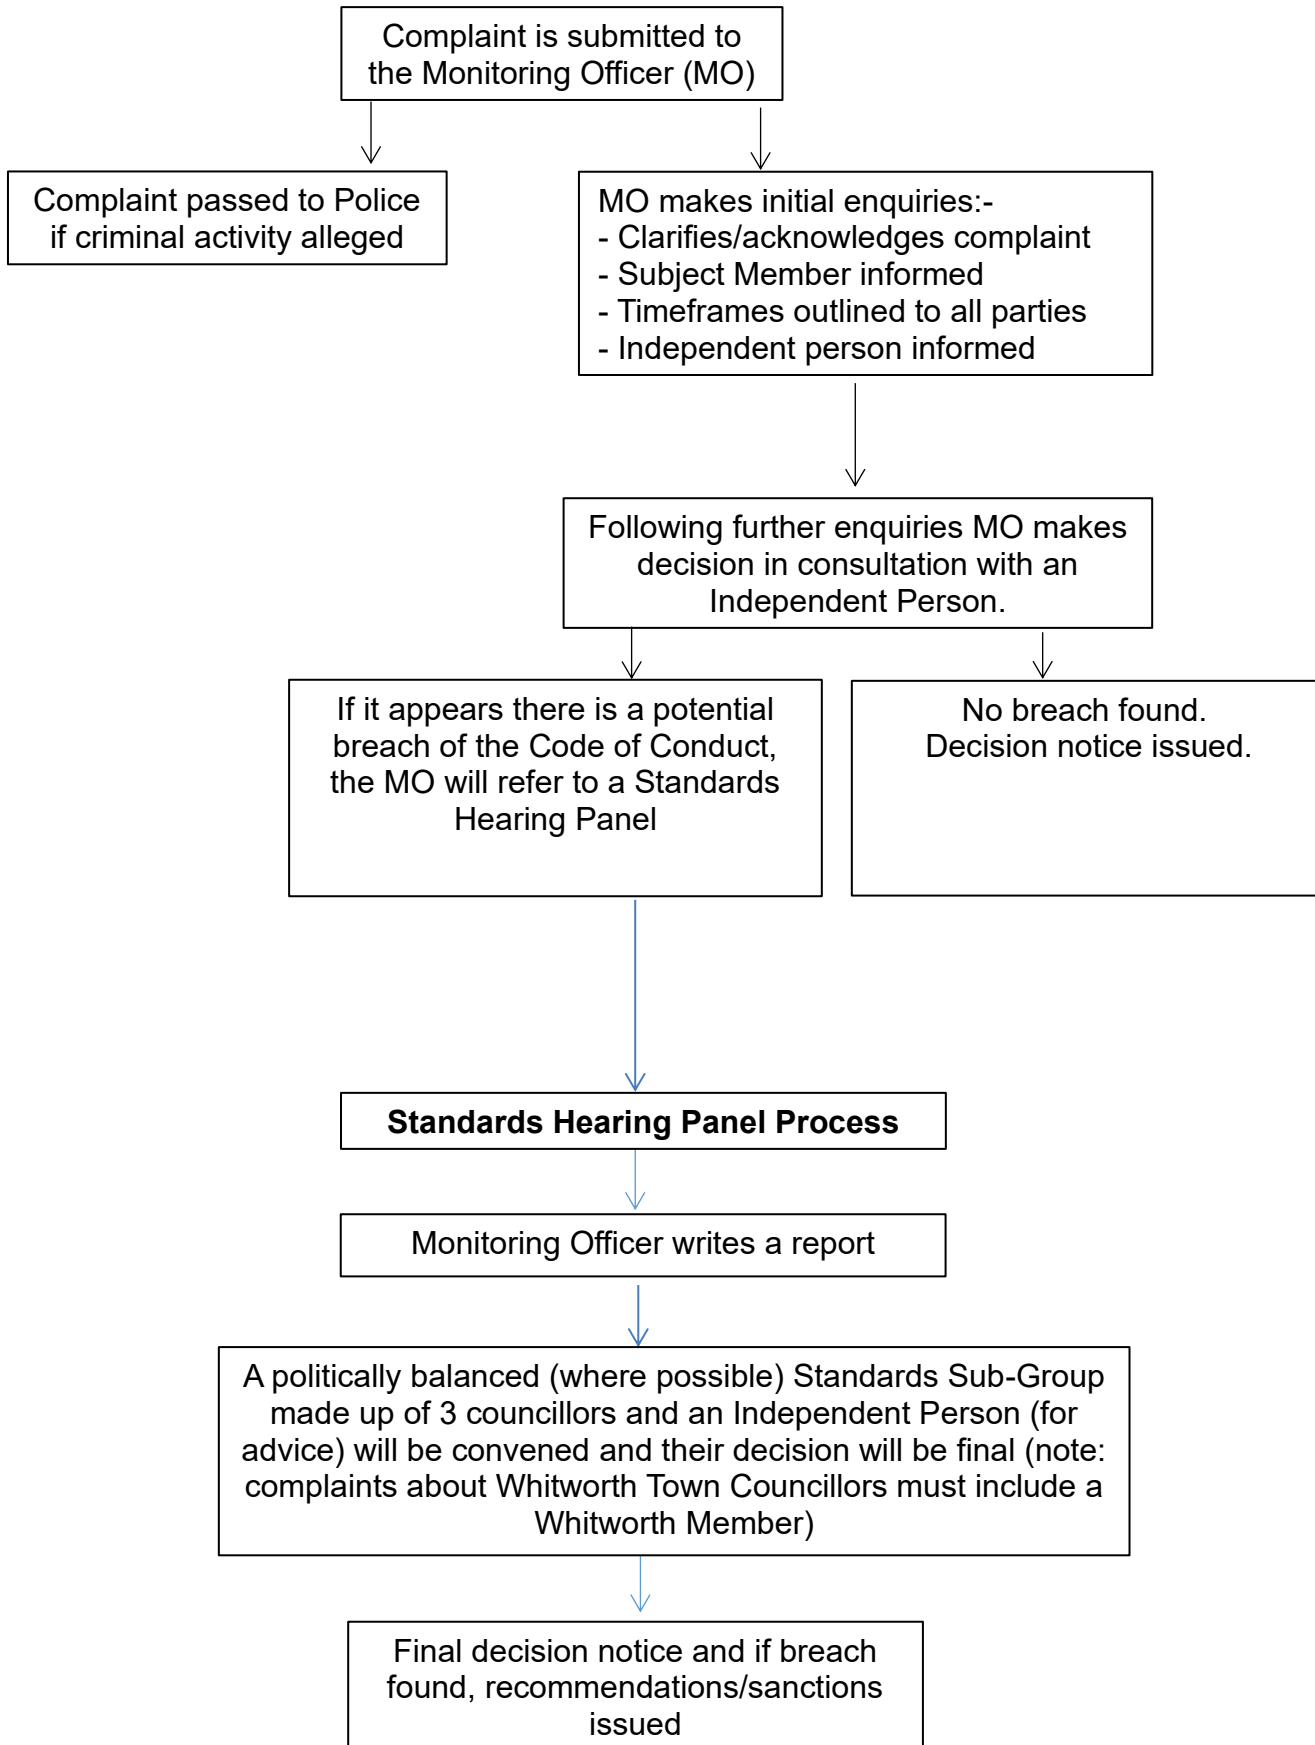 Complaint is submitted to
the Monitoring Officer (MO)
Complaint passed to Police
if criminal activity alleged
MO makes initial enquiries:-
- Clarifies/acknowledges complaint
- Subject Member informed
- Timeframes outlined to all parties
- Independent person informed
Following further enquiries MO makes
decision in consultation with an
Independent Person.
If it appears there is a potential
breach of the Code of Conduct,
the MO will refer to a Standards
Hearing Panel
No breach found.
Decision notice issued.
Standards Hearing Panel Process
Monitoring Officer writes a report
A politically balanced (where possible) Standards Sub-Group
made up of 3 councillors and an Independent Person (for
advice) will be convened and their decision will be final (note:
complaints about Whitworth Town Councillors must include a
Whitworth Member)
Final decision notice and if breach
found, recommendations/sanctions
issued